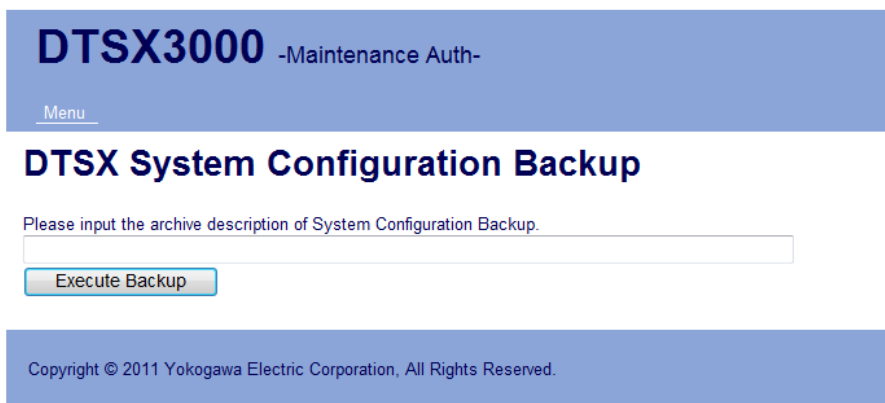 DTSX3000 -Maintenance Auth-
Menu
DTSX System Configuration Backup
Please input the archive description of System Configuration Backup.
Execute Backup
Copyright © 2011 Yokogawa Electric Corporation, All Rights Reserved.